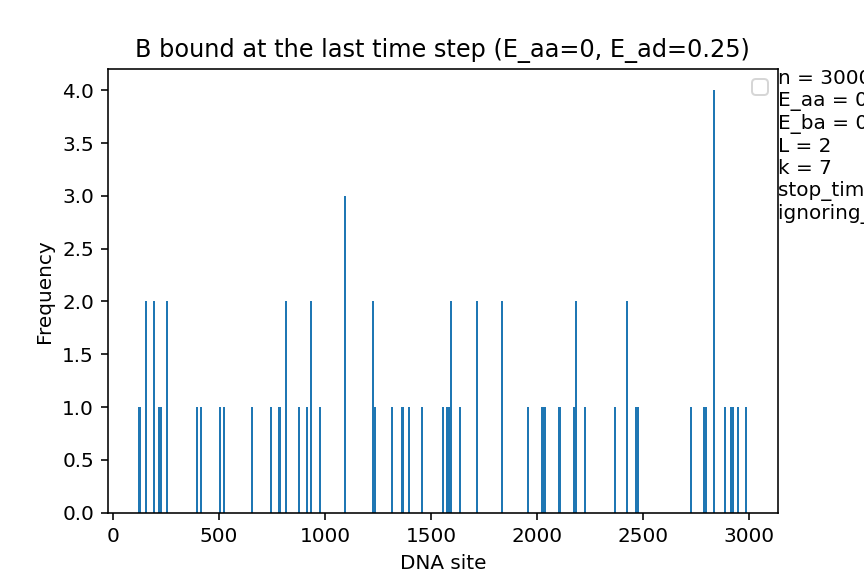 B bound at the last time step (E_aa=0, E_ad=0.25)
n = 3000
E_aa = 0
E_ba = 0
L = 2
k = 7
stop_tim
ignoring_
4.0
3.5
3.0
2.5
2.0
1.5
1.0
0.5
0.0
Frequency
0 500 1000 1500 2000 2500 3000
DNA site